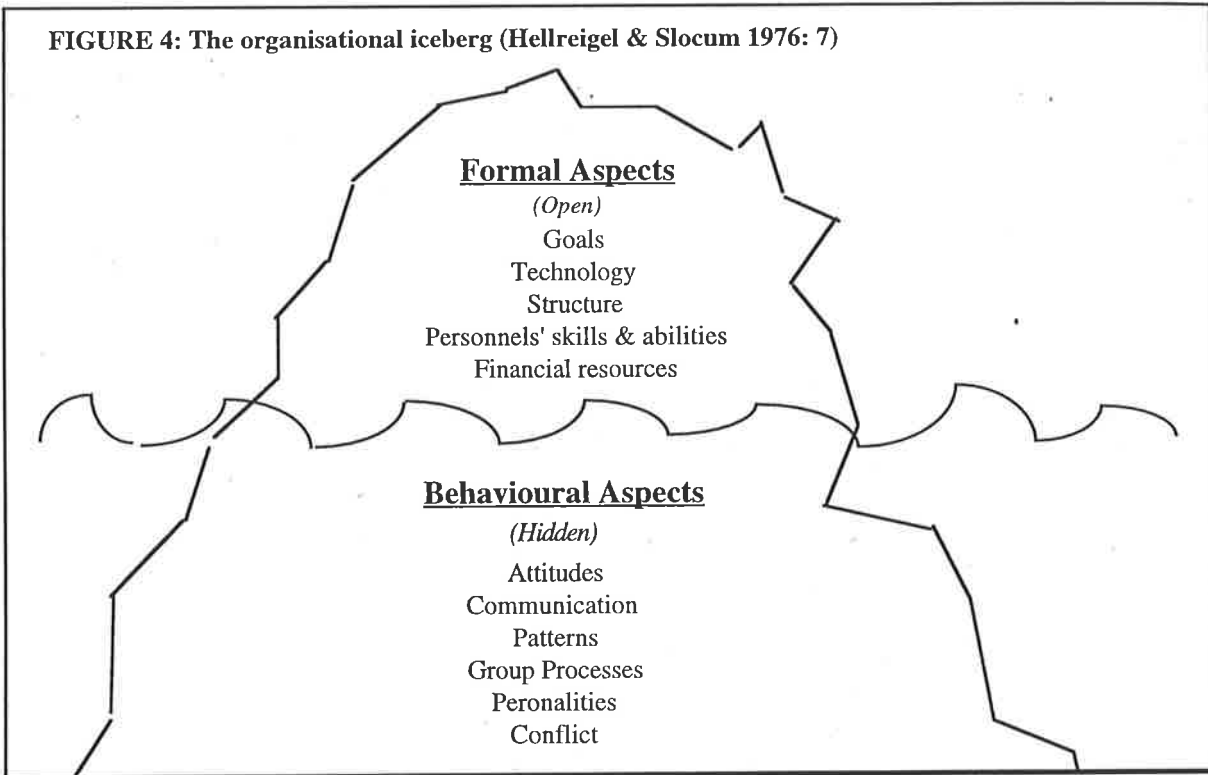 FIGURE 4: The organisational iceberg (Hellreigel & Slocum 1976: 7)
Formal Aspects
(Open)
Goals
Technology
Structure
Personnels' skills & abilities
Financial resources
Behavioural Aspects
(Hidden)
Attitudes
Communication
Patterns
Group Processes
Peronalities
Conflict